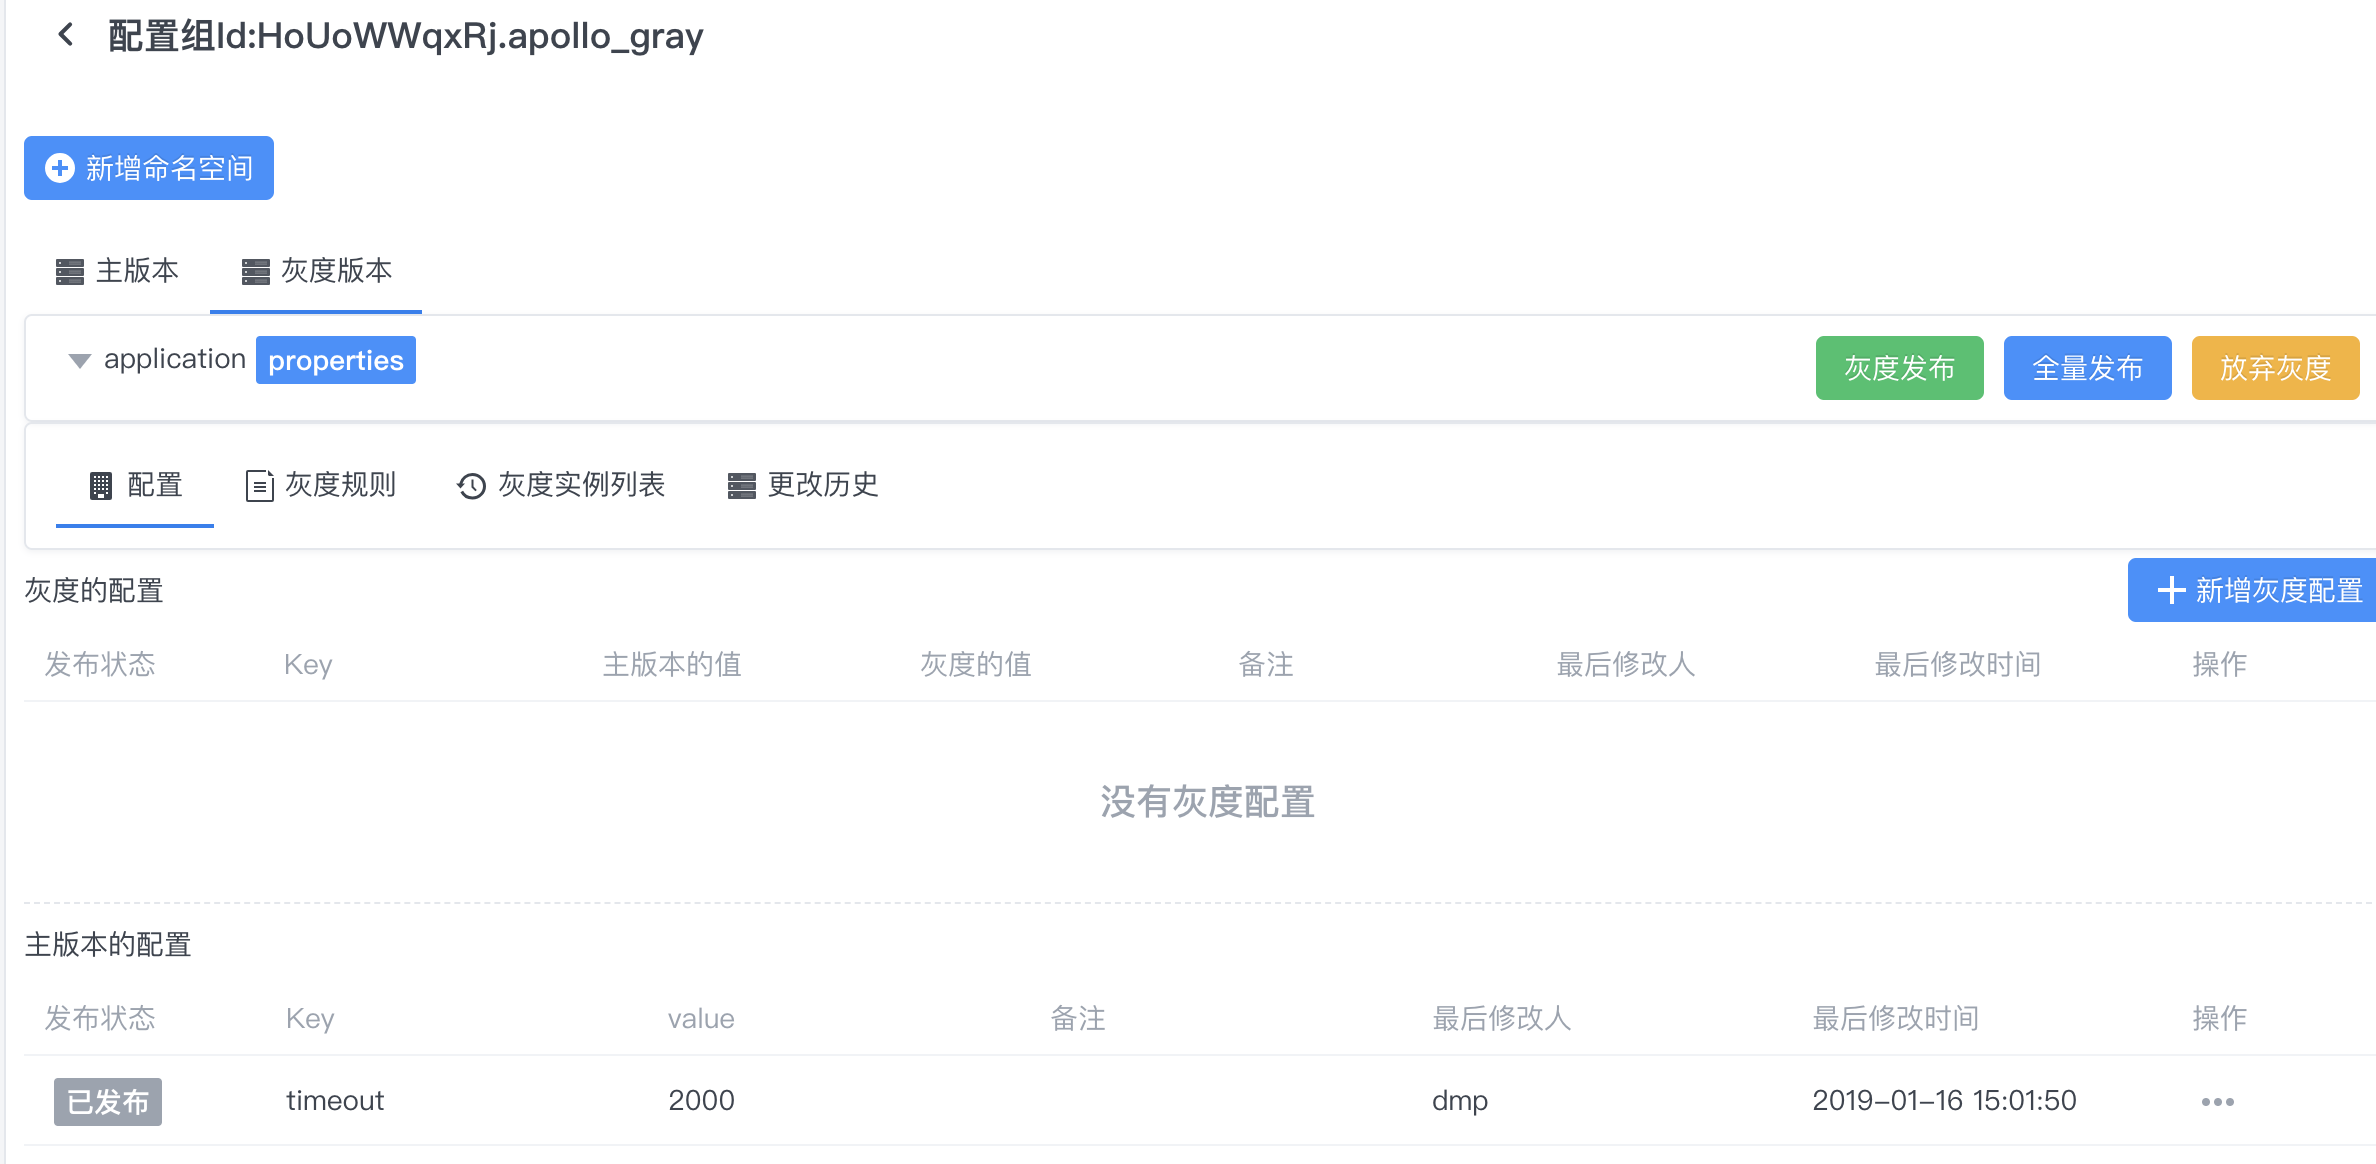 配置组Id:HoUoWWqxRj.apollo_gray
新增命名空间
主版本 灰度版本
application properties 灰度发布 全量发布 放弃灰度
配置 灰度规则 灰度实例列表 更改历史
灰度的配置 新增灰度配置
发布状态 Key 主版本的值 灰度的值 备注 最后修改人 最后修改时间 操作
没有灰度配置
主版本的配置
发布状态 Key value 备注 最后修改人 最后修改时间 操作
已发布 timeout 2000 dmp 2019-01-16 15:01:50